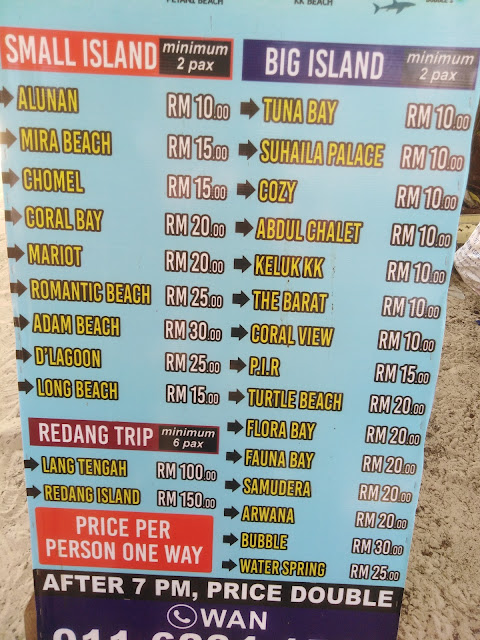 PETANI BEACH
KK BEACH
SMALL ISLAND minimum 2 pax
ALUNAN RM 10.00
MIRA BEACH RM 15.00
CHOMEL RM 15.00
CORAL BAY RM 20.00
MARIOT RM 20.00
ROMANTIC BEACH RM 25.00
ADAM BEACH RM 30.00
D'LAGOON RM 25.00
LONG BEACH RM 15.00
REDANG TRIP minimum 6 pax
LANG TENGAH RM 100.00
REDANG ISLAND RM 150.00
PRICE PER
PERSON ONE WAY
BIG ISLAND minimum 2 pax
TUNA BAY RM 10.00
SUHAILA PALACE RM 10.00
COZY RM 10.00
ABDUL CHALET RM 10.00
KELUK KK RM 10.00
THE BARAT RM 10.00
CORAL VIEW RM 10.00
P.I.R RM 15.00
TURTLE BEACH RM 20.00
FLORA BAY RM 20.00
FAUNA BAY RM 20.00
SAMUDERA RM 20.00
ARWANA RM 20.00
BUBBLE RM 30.00
WATER SPRING RM 25.00
AFTER 7 PM, PRICE DOUBLE
WAN